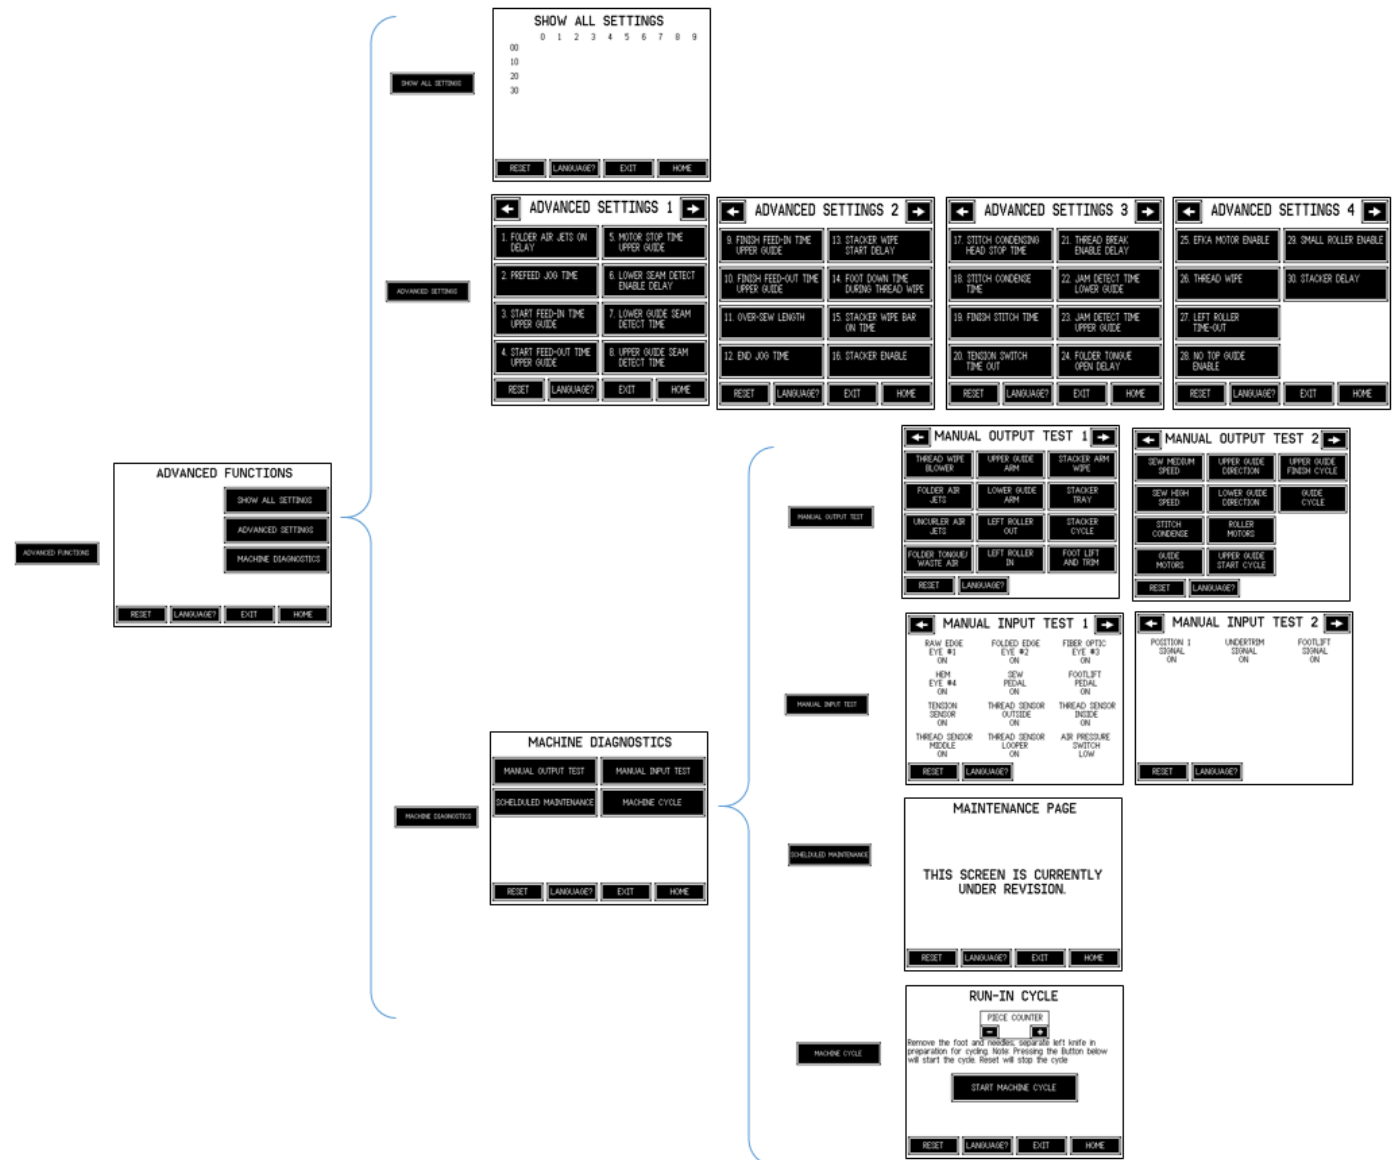 SHOW ALL SETTINGS
0 1 2 3 4 5 6 7 8 9
00
10
20
30
RESET LANGUAGE? EXIT HOME
SHOW ALL SETTINGS
ADVANCED SETTINGS 1
1. FOLDER AIR JETS ON
DELAY
5. MOTOR STOP TIME
UPPER GUIDE
2. PREFEED JOG TIME
6. LOWER SEAM DETECT
ENABLE DELAY
3. START FEED-IN TIME
UPPER GUIDE
7. LOWER GUIDE SEAM
DETECT TIME
4. START FEED-OUT TIME
UPPER GUIDE
8. UPPER GUIDE SEAM
DETECT TIME
RESET LANGUAGE? EXIT HOME
ADVANCED SETTINGS 2
9. FINISH FEED-IN TIME
UPPER GUIDE
13. STACKER WIPE
START DELAY
10. FINISH FEED-OUT TIME
UPPER GUIDE
14. FOOT DOWN TIME
DURING THREAD WIPE
11. OVER-SEW LENGTH
15. STACKER WIPE BAR
ON TIME
12. END JOG TIME
16. STACKER ENABLE
RESET LANGUAGE? EXIT HOME
ADVANCED SETTINGS 3
17. STITCH CONDENSING
HEAD STOP TIME
21. THREAD BREAK
ENABLE DELAY
18. STITCH CONDENSE
TIME
22. JAM DETECT TIME
LOWER GUIDE
19. FINISH STITCH TIME
23. JAM DETECT TIME
UPPER GUIDE
20. TENSION SWITCH
TIME OUT
24. FOLDER TONGUE
OPEN DELAY
RESET LANGUAGE? EXIT HOME
ADVANCED SETTINGS 4
25. EFKA MOTOR ENABLE
29. SMALL ROLLER ENABLE
26. THREAD WIPE
30. STACKER DELAY
27. LEFT ROLLER
TIME-OUT
28. NO TOP GUIDE
ENABLE
RESET LANGUAGE? EXIT HOME
ADVANCED SETTINGS
ADVANCED FUNCTIONS
ADVANCED FUNCTIONS
SHOW ALL SETTINGS
ADVANCED SETTINGS
MACHINE DIAGNOSTICS
RESET LANGUAGE? EXIT HOME
MACHINE DIAGNOSTICS
MACHINE DIAGNOSTICS
MANUAL OUTPUT TEST MANUAL INPUT TEST
SCHELDULED MAINTENANCE MACHINE CYCLE
RESET LANGUAGE? EXIT HOME
MANUAL OUTPUT TEST
MANUAL OUTPUT TEST 1
THREAD WIPE
BLOWER
UPPER GUIDE
ARM
STACKER ARM
WIPE
FOLDER AIR
JETS
LOWER GUIDE
ARM
STACKER
TRAY
UNCURLER AIR
JETS
LEFT ROLLER
OUT
STACKER
CYCLE
FOLDER TONGUE/
WASTE AIR
LEFT ROLLER
IN
FOOT LIFT
AND TRIM
RESET LANGUAGE?
MANUAL OUTPUT TEST 2
SEW MEDIUM
SPEED
UPPER GUIDE
DIRECTION
UPPER GUIDE
FINISH CYCLE
SEW HIGH
SPEED
LOWER GUIDE
DIRECTION
GUIDE
CYCLE
STITCH
CONDENSE
ROLLER
MOTORS
GUIDE
MOTORS
UPPER GUIDE
START CYCLE
RESET LANGUAGE?
MANUAL INPUT TEST
MANUAL INPUT TEST 1
RAW EDGE
EYE #1
ON
FOLDED EDGE
EYE #2
ON
FIBER OPTIC
EYE #3
ON
HEM
EYE #4
ON
SEW
PEDAL
ON
FOOTLIFT
PEDAL
ON
TENSION
SENSOR
ON
THREAD SENSOR
OUTSIDE
ON
THREAD SENSOR
INSIDE
ON
THREAD SENSOR
MIDDLE
ON
THREAD SENSOR
LOOPER
ON
AIR PRESSURE
SWITCH
LOW
RESET LANGUAGE?
MANUAL INPUT TEST 2
POSITION 1
SIGNAL
ON
UNDERTRIM
SIGNAL
ON
FOOTLIFT
SIGNAL
ON
RESET LANGUAGE?
SCHELDULED MAINTENANCE
MAINTENANCE PAGE
THIS SCREEN IS CURRENTLY
UNDER REVISION.
RESET LANGUAGE? EXIT HOME
MACHINE CYCLE
RUN-IN CYCLE
PIECE COUNTER
- +
Remove the foot and needles, separate left knife in
preparation for cycling. Note: Pressing the Button below
will start the cycle. Reset will stop the cycle
START MACHINE CYCLE
RESET LANGUAGE? EXIT HOME